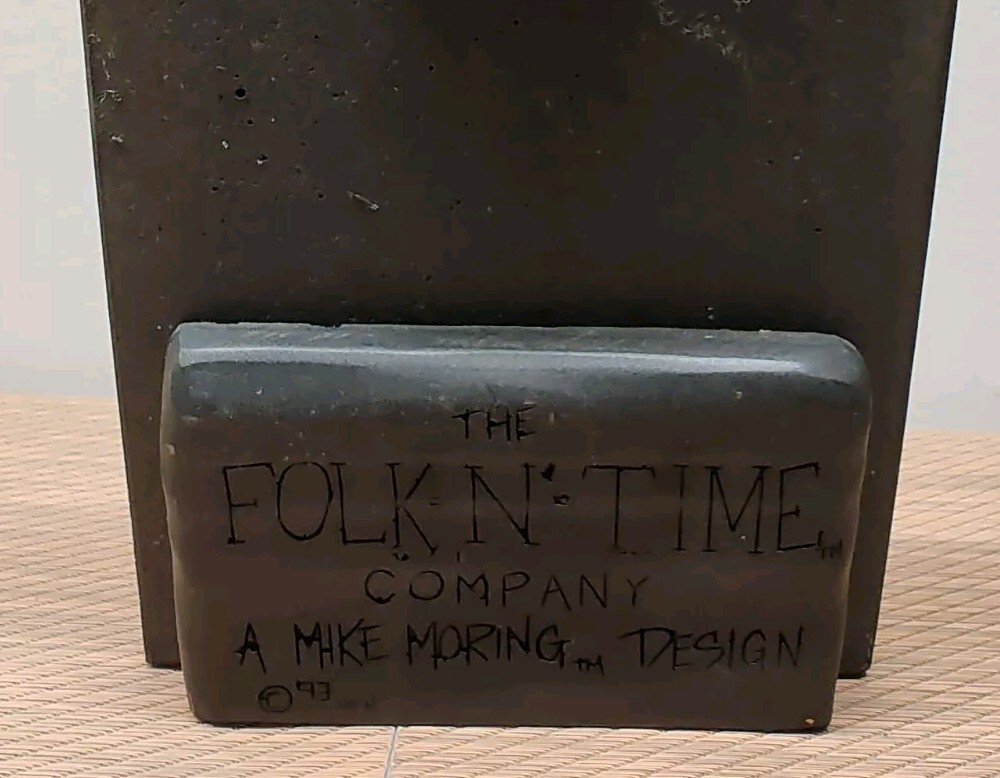 THE
FOLK-N'-TIME™
COMPANY
A MIKE MORING™ DESIGN
© '93